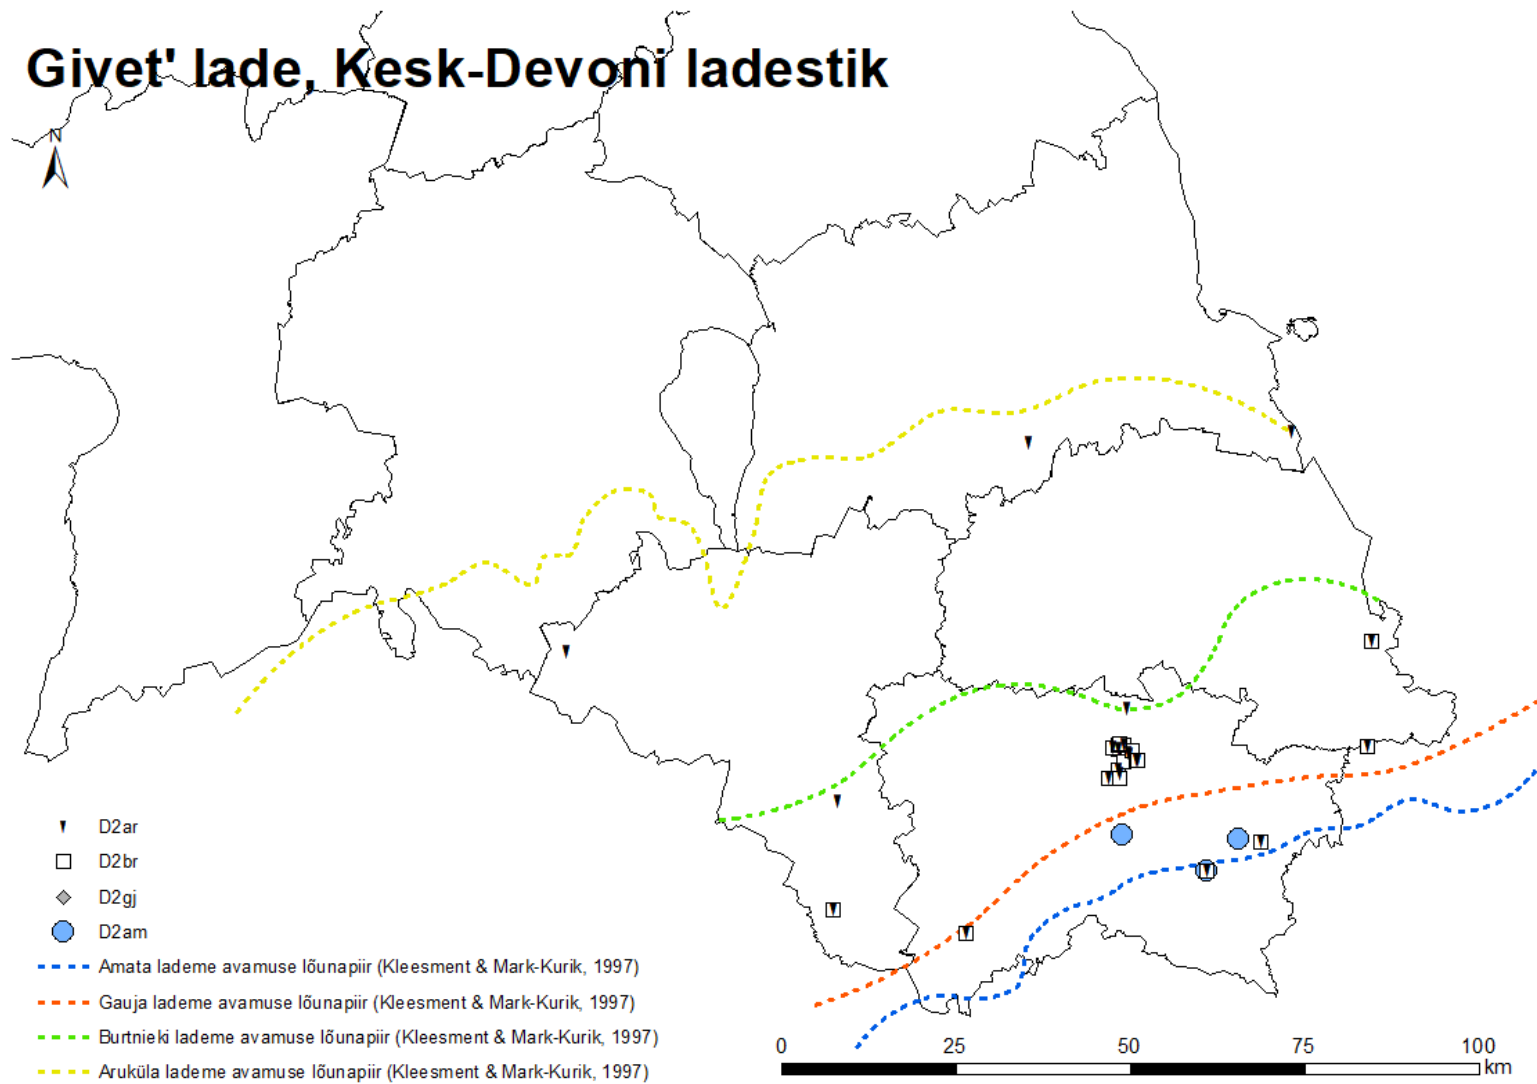 Givet' lade, Kesk-Devoni ladestik
N
D2ar
D2br
D2gj
D2am
Amata lademe avamuse lõunapiir (Kleesment & Mark-Kurik, 1997)
Gauja lademe avamuse lõunapiir (Kleesment & Mark-Kurik, 1997)
Burtnieki lademe avamuse lõunapiir (Kleesment & Mark-Kurik, 1997)
Aruküla lademe avamuse lõunapiir (Kleesment & Mark-Kurik, 1997)
0 25 50 75 100
km